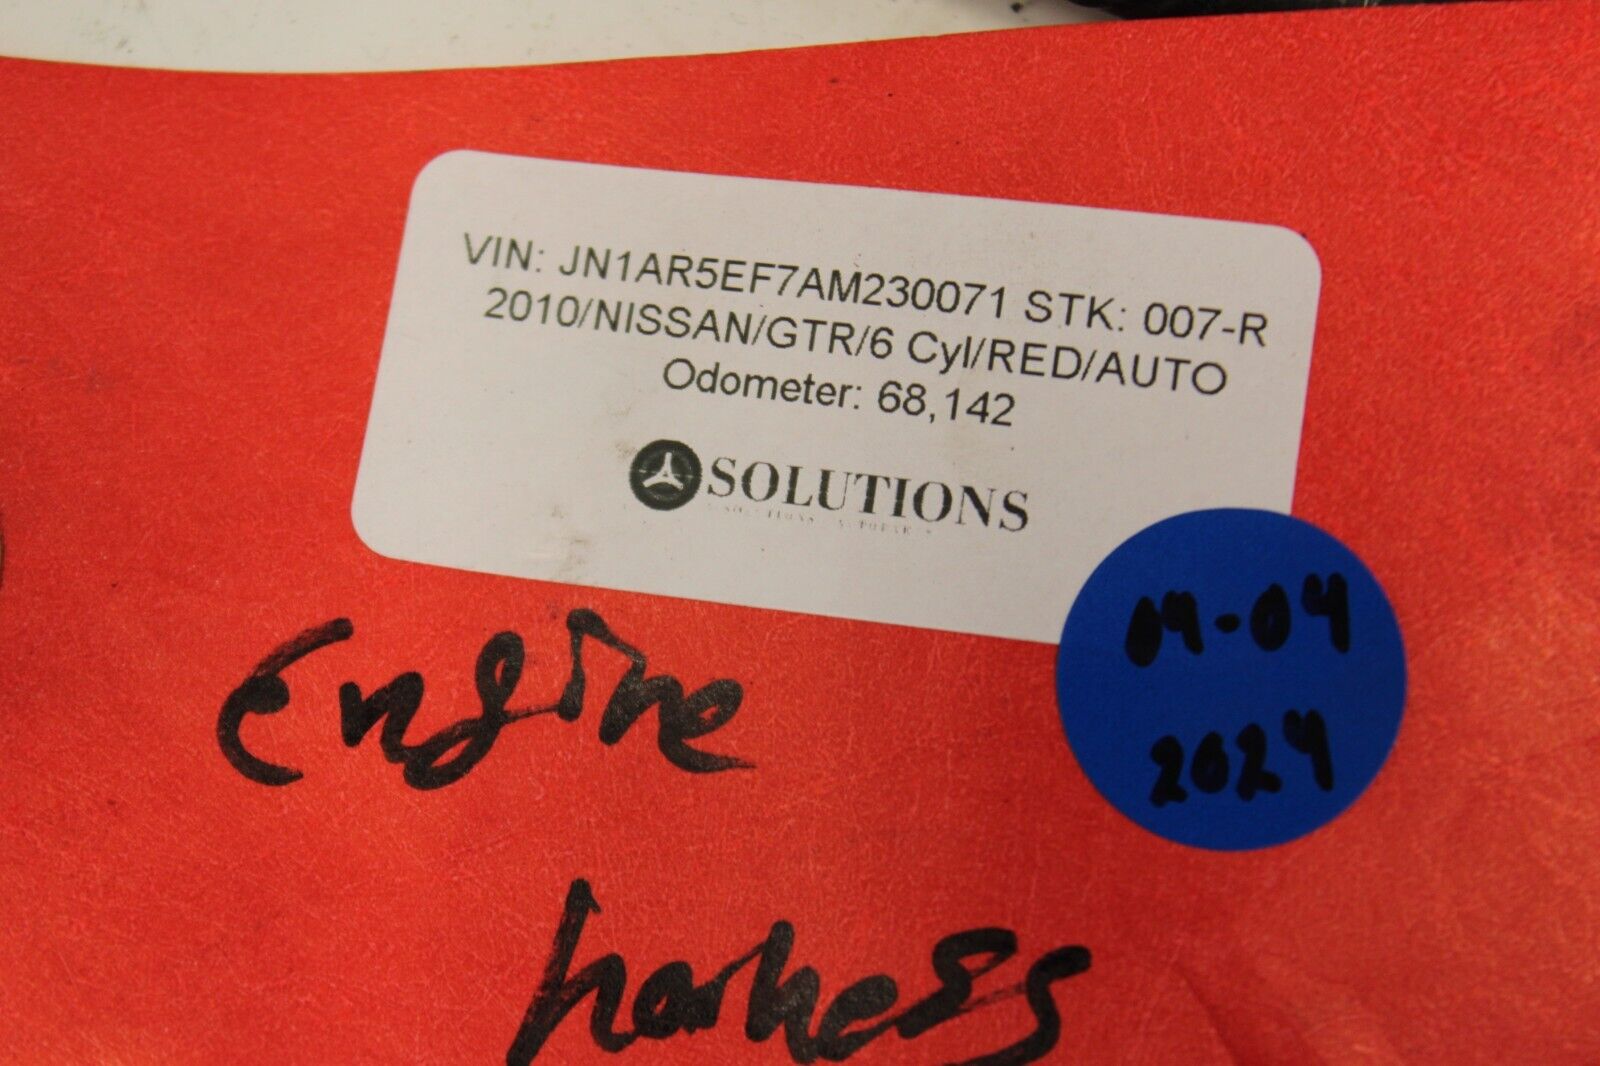 VIN: JN1AR5EF7AM230071 STK: 007-R
2010/NISSAN/GTR/6 Cyl/RED/AUTO
Odometer: 68,142
SOLUTIONS
09-04
2024
Engine
harness